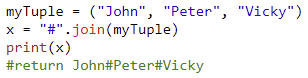 myTuple = ("John", "Peter", "Vicky")
x = "#".join(myTuple)
print(x)
#return John#Peter#Vicky